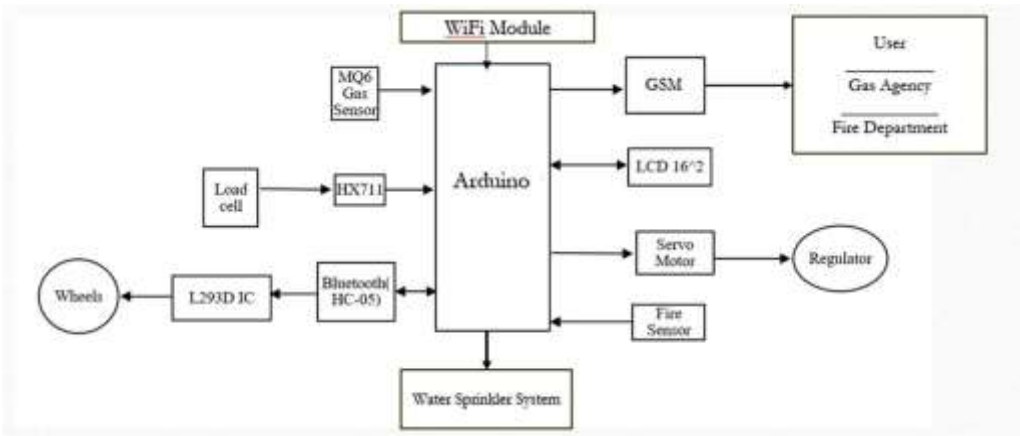 WiFi Module
MQ6
Gas
Sensor
GSM
User
Gas Agency
Fire Department
Arduino
LCD 16^2
Load
cell
HX711
Servo
Motor
Regulator
Wheels
L293D IC
Bluetooth(
HC-05)
Fire
Sensor
Water Sprinkler System